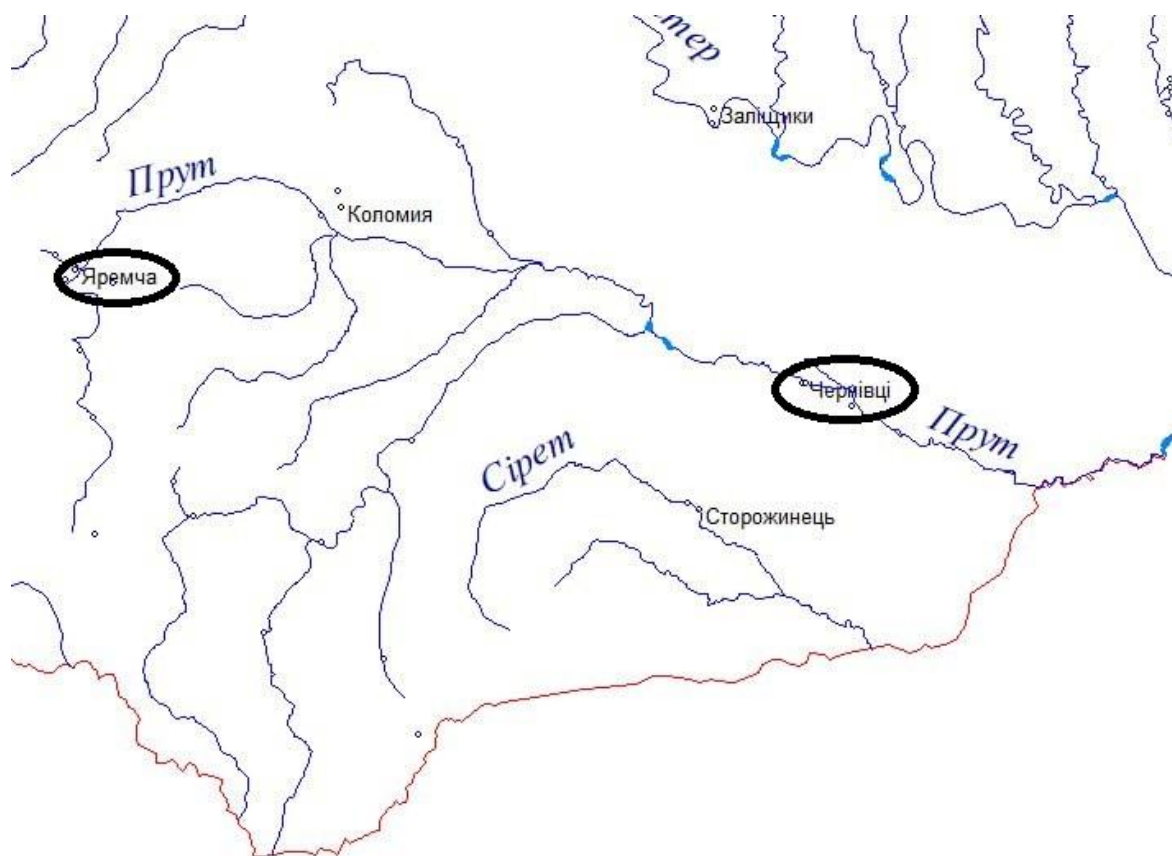 тер
Заліщики
Прут
Коломия
Яремча
Чернівці
Прут
Сірет
Сторожинець